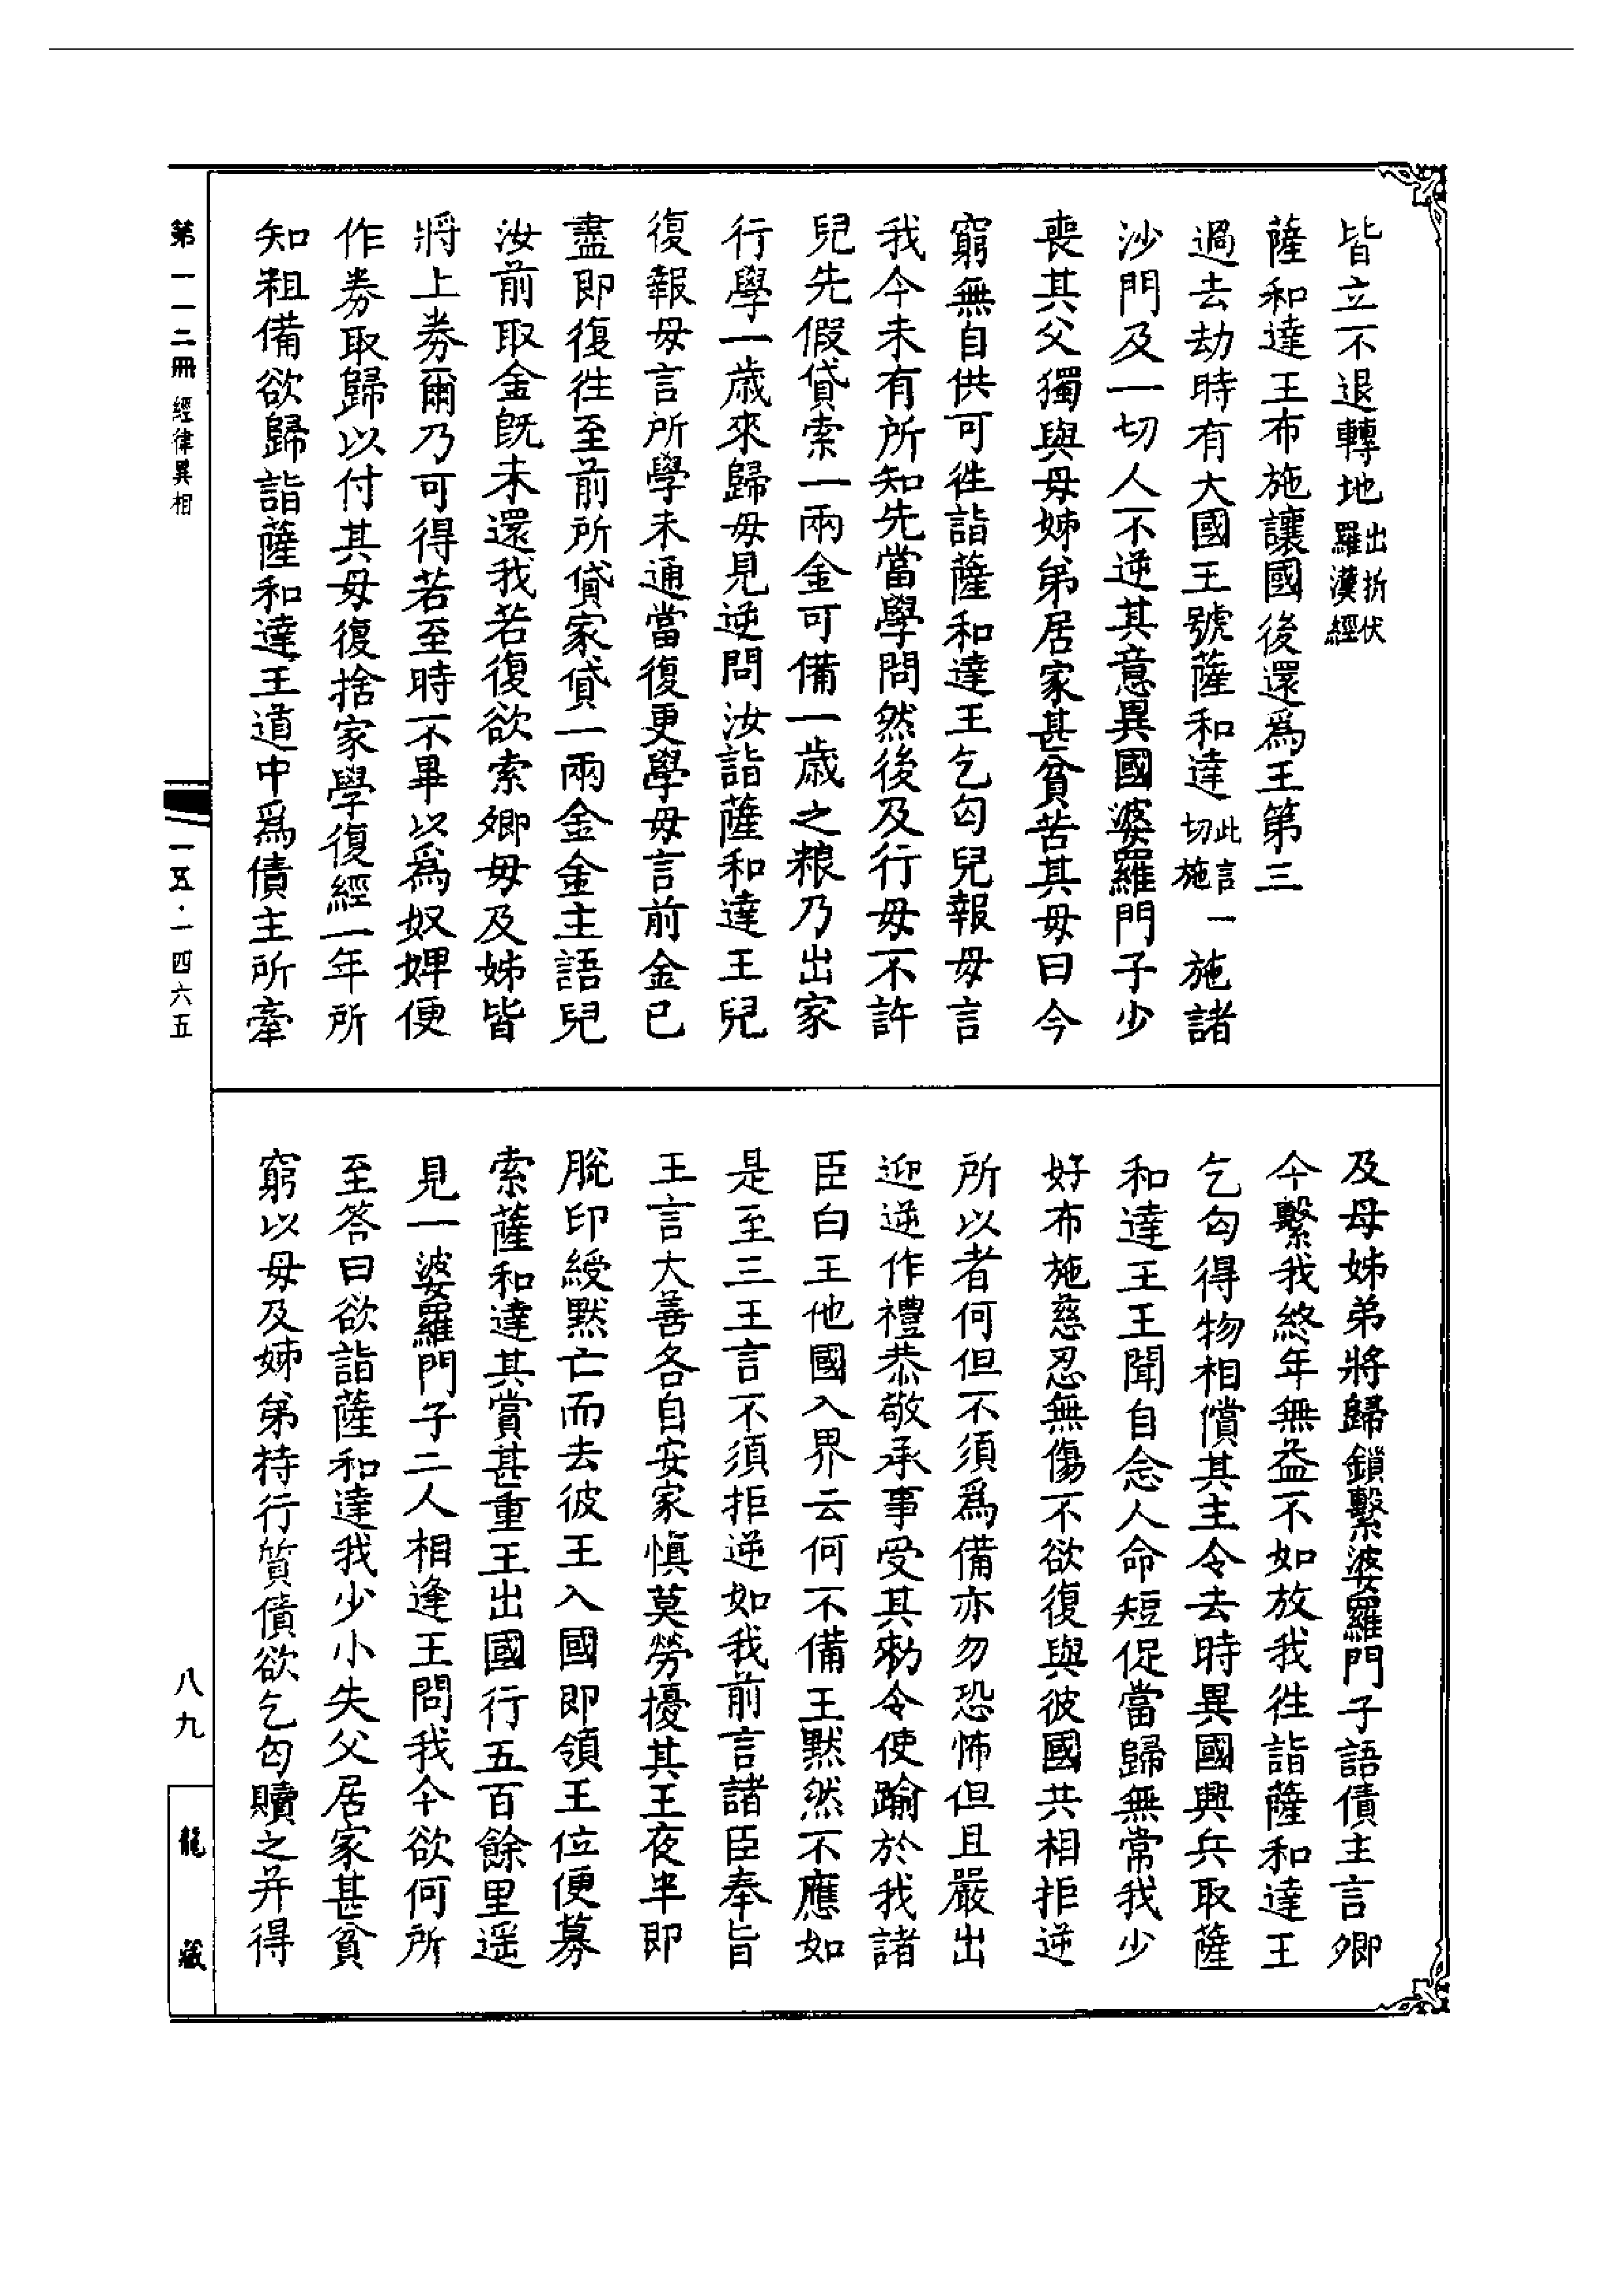 皆立不退轉地出折伏羅漢經
薩和達王布施讓國後還爲王第三
過去劫時有大國王號薩和達此言一切施施諸
沙門及一切人不逆其意異國婆羅門子少
喪其父獨與母姊弟居家甚貧苦其母曰今
窮無自供可徃詣薩和達王乞匃兒報母言
我今未有所知先當學問然後及行母不許
兒先假貸索一兩金可備一歲之粮乃出家
行學一歲來歸母見逆問汝詣薩和達王兒
復報母言所學未通當復更學母言前金已
盡即復徃至前所貸家貸一兩金金主語兒
汝前取金旣未還我若復欲索卿母及姊皆
將上券爾乃可得若至時不畢以爲奴婢便
作券取歸以付其母復捨家學復經一年所
知粗備欲歸詣薩和達王道中爲債主所牽
及母姊弟將歸鎖繫婆羅門子語債主言卿
今繫我終年無益不如放我徃詣薩和達王
乞匃得物相償其主令去時異國興兵取薩
和達王王聞自念人命短促當歸無常我少
好布施慈忍無傷不欲復與彼國共相拒逆
所以者何但不須爲備亦勿恐怖但且嚴出
迎逆作禮恭敬承事受其勑令使踰於我諸
臣白王他國入界云何不備王黙然不應如
是至三王言不須拒逆如我前言諸臣奉旨
王言大善各自安家愼莫勞擾其王夜半即
脫印綬黙亡而去彼王入國即領王位便募
索薩和達其賞甚重王出國行五百餘里遥
見一婆羅門子二人相逢王問我今欲何所
至答曰欲詣薩和達我少小失父居家甚貧
窮以母及姊弟持行質債欲乞匃贖之并得
第一一二冊 經律異相
一五·一四六五
八九
龍藏